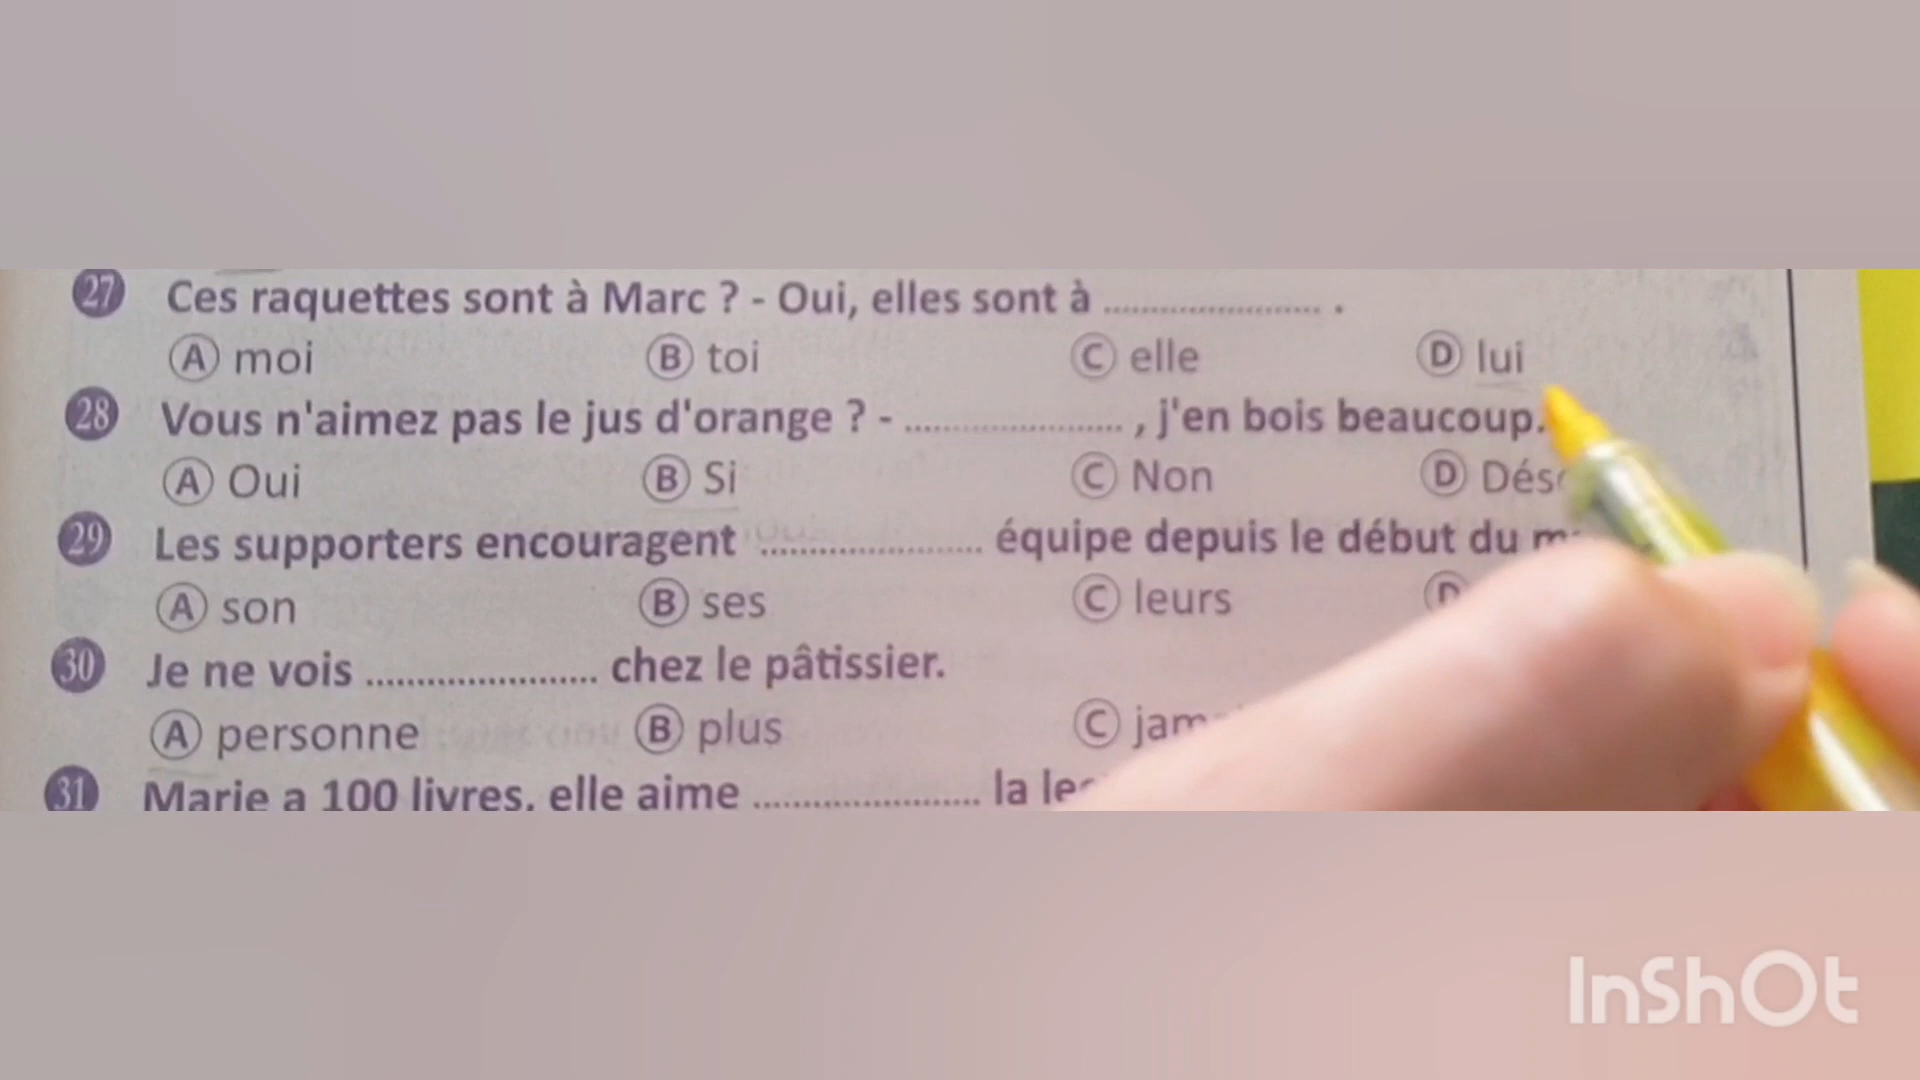 27 Ces raquettes sont à Marc ? - Oui, elles sont à ..................... .
A moi B toi C elle D lui
28 Vous n'aimez pas le jus d'orange ? - ..................... , j'en bois beaucoup.
A Oui B Si C Non D
29 Les supporters encouragent ..................... équipe depuis le début du
A son B ses C leurs
30 Je ne vois ..................... chez le pâtissier.
A personne B plus C
31 Marie a 100 livres, elle aime ..................... la
InShOt